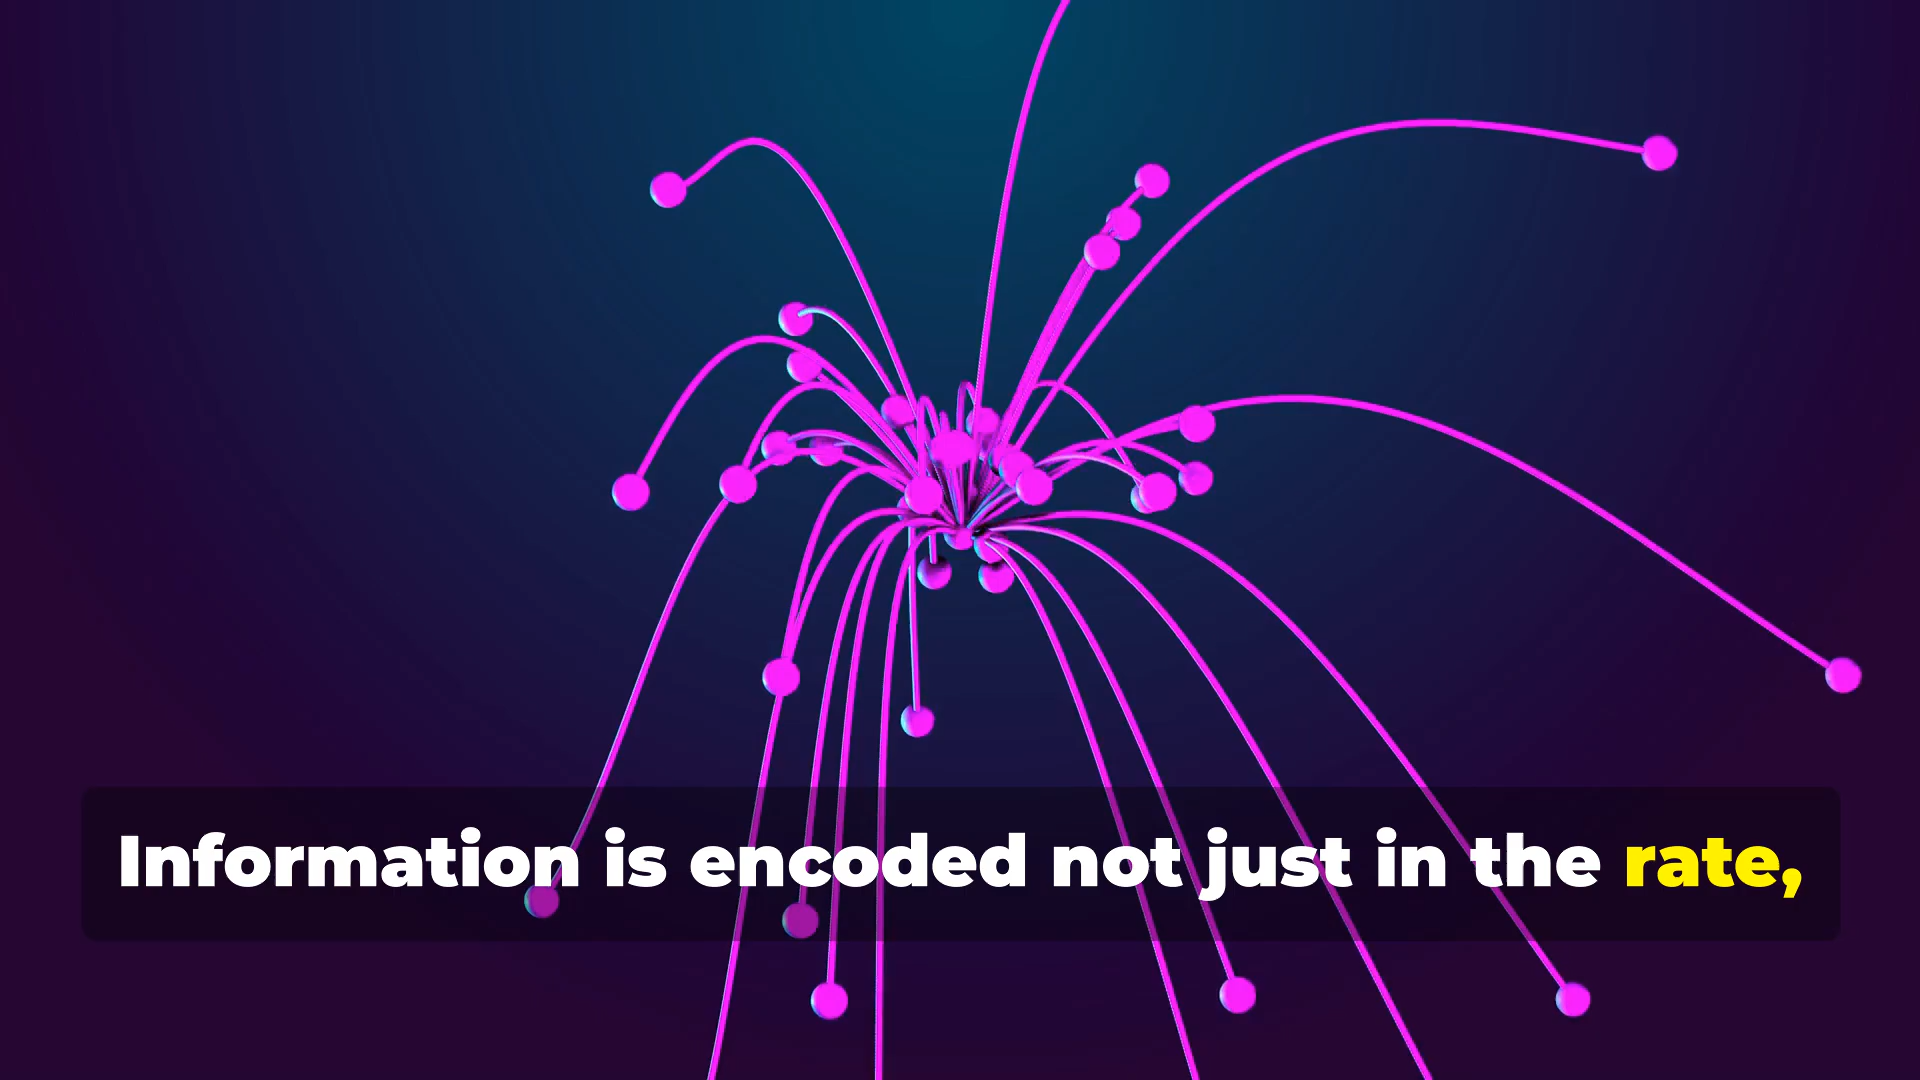 Information is encoded not just in the rate,